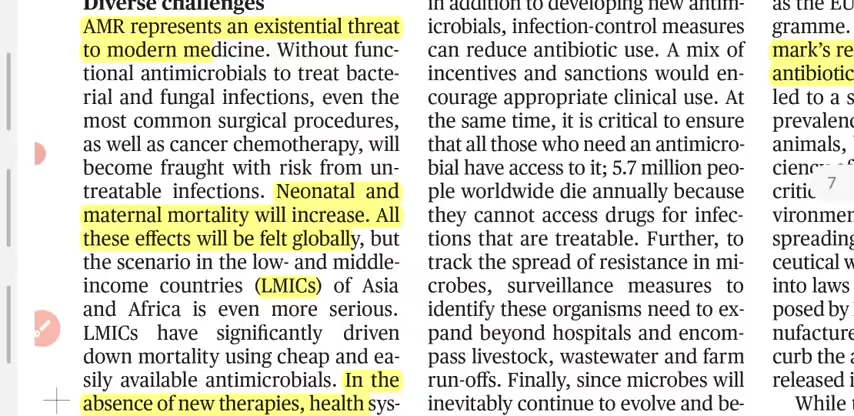 Diverse challenges
AMR represents an existential threat
to modern medicine. Without func-
tional antimicrobials to treat bacte-
rial and fungal infections, even the
most common surgical procedures,
as well as cancer chemotherapy, will
become fraught with risk from un-
treatable infections. Neonatal and
maternal mortality will increase. All
these effects will be felt globally, but
the scenario in the low- and middle-
income countries (LMICs) of Asia
and Africa is even more serious.
LMICs have significantly driven
down mortality using cheap and ea-
sily available antimicrobials. In the
absence of new therapies, health sys-
in addition to developing new antim-
icrobials, infection-control measures
can reduce antibiotic use. A mix of
incentives and sanctions would en-
courage appropriate clinical use. At
the same time, it is critical to ensure
that all those who need an antimicro-
bial have access to it; 5.7 million peo-
ple worldwide die annually because
they cannot access drugs for infec-
tions that are treatable. Further, to
track the spread of resistance in mi-
crobes, surveillance measures to
identify these organisms need to ex-
pand beyond hospitals and encom-
pass livestock, wastewater and farm
run-offs. Finally, since microbes will
inevitably continue to evolve and be-
as the EU
gramme.
mark's re
antibiotic
led to a s
prevalenc
animals,
critic
vironmen
spreading
ceutical w
into laws
posed by
nufacture
curb the a
released i
While
7